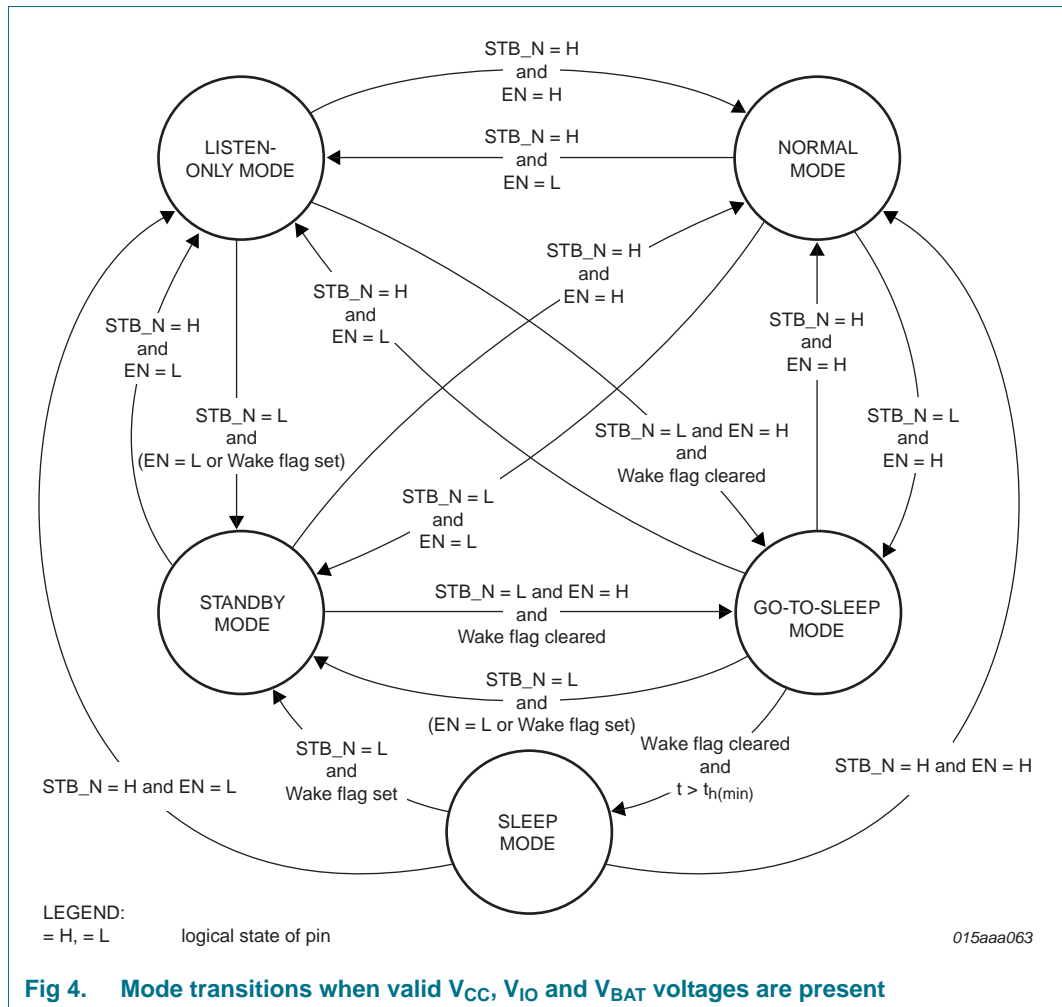 STB_N = H
and
EN = H
LISTEN-
ONLY MODE
STB_N = H
and
EN = L
NORMAL
MODE
STB_N = H
and
EN = H
STB_N = H
and
EN = L
STB_N = H
and
EN = L
STB_N = H
and
EN = H
STB_N = L
and
(EN = L or Wake flag set)
STB_N = L and EN = H
and
Wake flag cleared
STB_N = L
and
EN = H
STB_N = L
and
EN = L
STANDBY
MODE
STB_N = L and EN = H
and
Wake flag cleared
GO-TO-SLEEP
MODE
STB_N = L
and
(EN = L or Wake flag set)
STB_N = L
and
Wake flag set
Wake flag cleared
and
t > th(min)
STB_N = H and EN = L
STB_N = H and EN = H
SLEEP
MODE
LEGEND:
= H, = L logical state of pin
015aaa063
Fig 4. Mode transitions when valid VCC, VIO and VBAT voltages are present